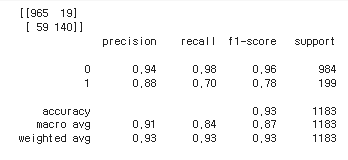 [[965  19]
 [ 59 140]]
              precision    recall  f1-score   support

           0       0,94      0,98      0,96       984
           1       0,88      0,70      0,78       199

    accuracy                           0,93      1183
   macro avg       0,91      0,84      0,87      1183
weighted avg       0,93      0,93      0,93      1183